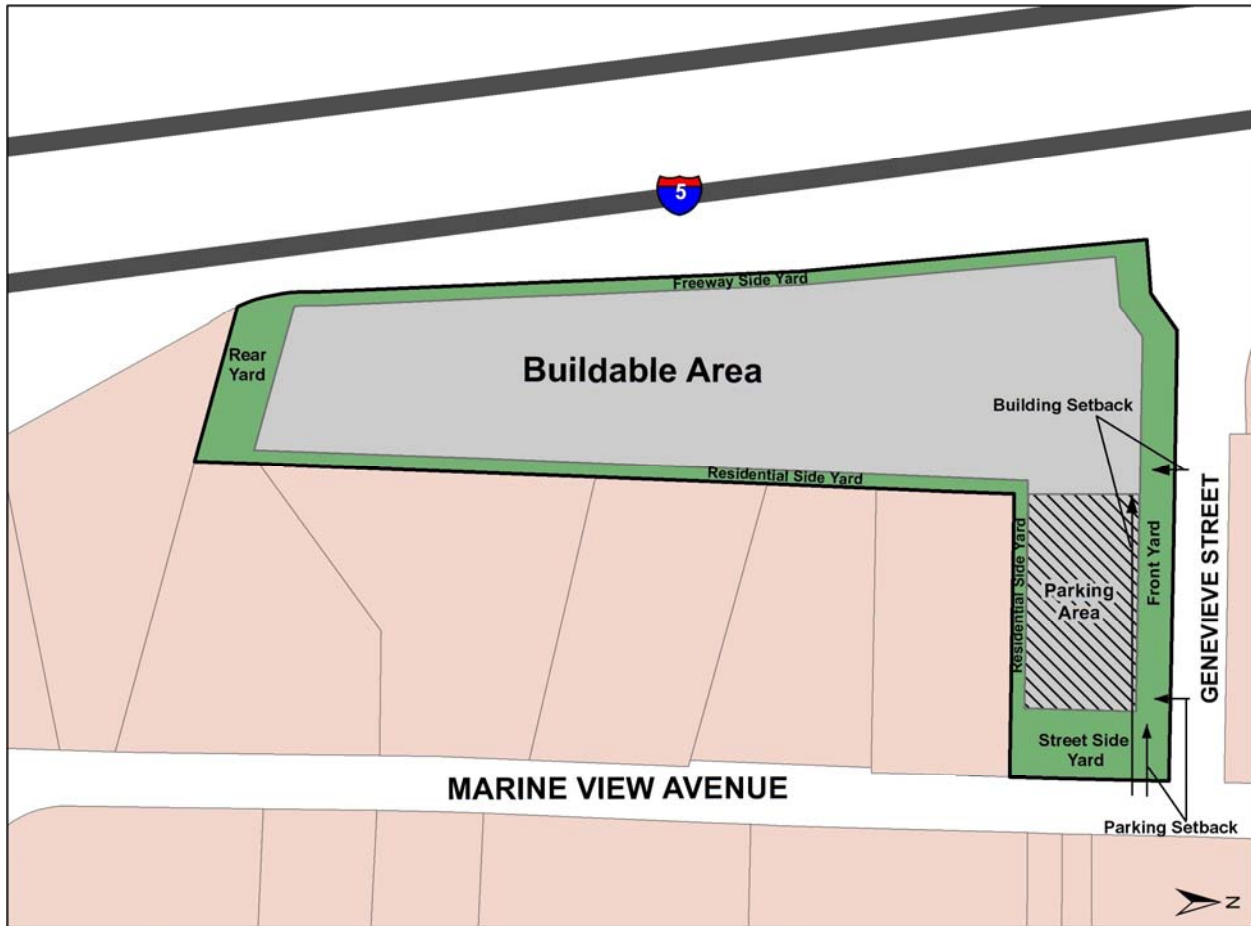 5
Freeway Side Yard
Rear
Yard
Buildable Area
Building Setback
Residential Side Yard
Residential Side Yard
Parking
Area
Front Yard
GENEVIEVE STREET
Street Side
Yard
MARINE VIEW AVENUE
Parking Setback
N